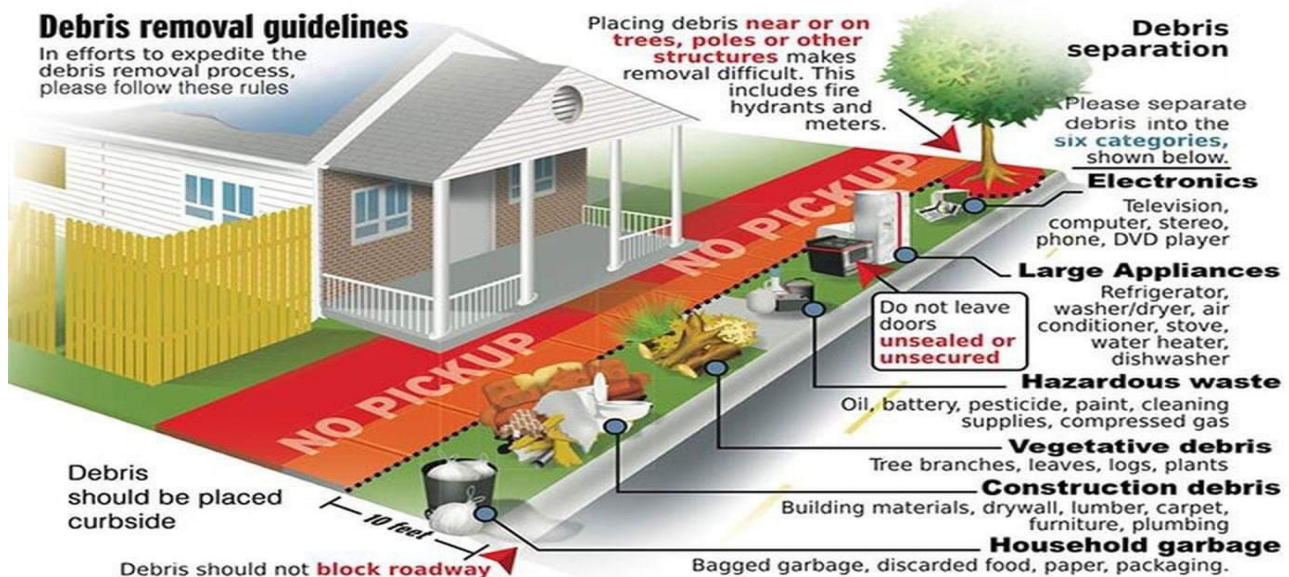 Debris removal guidelines
In efforts to expedite the
debris removal process,
please follow these rules
Placing debris near or on
trees, poles or other
structures makes
removal difficult. This
includes fire
hydrants and
meters.
Debris
separation
Please separate
debris into the
six categories,
shown below.
Electronics
Television,
computer, stereo,
phone, DVD player
Large Appliances
Refrigerator,
washer/dryer, air
conditioner, stove,
water heater,
dishwasher
Do not leave
doors
unsealed or
unsecured
Hazardous waste
Oil, battery, pesticide, paint, cleaning
supplies, compressed gas
Vegetative debris
Tree branches, leaves, logs, plants
Construction debris
Building materials, drywall, lumber, carpet,
furniture, plumbing
Household garbage
Bagged garbage, discarded food, paper, packaging.
NO PICKUP
NO PICKUP
Debris
should be placed
curbside
10 feet
Debris should not block roadway